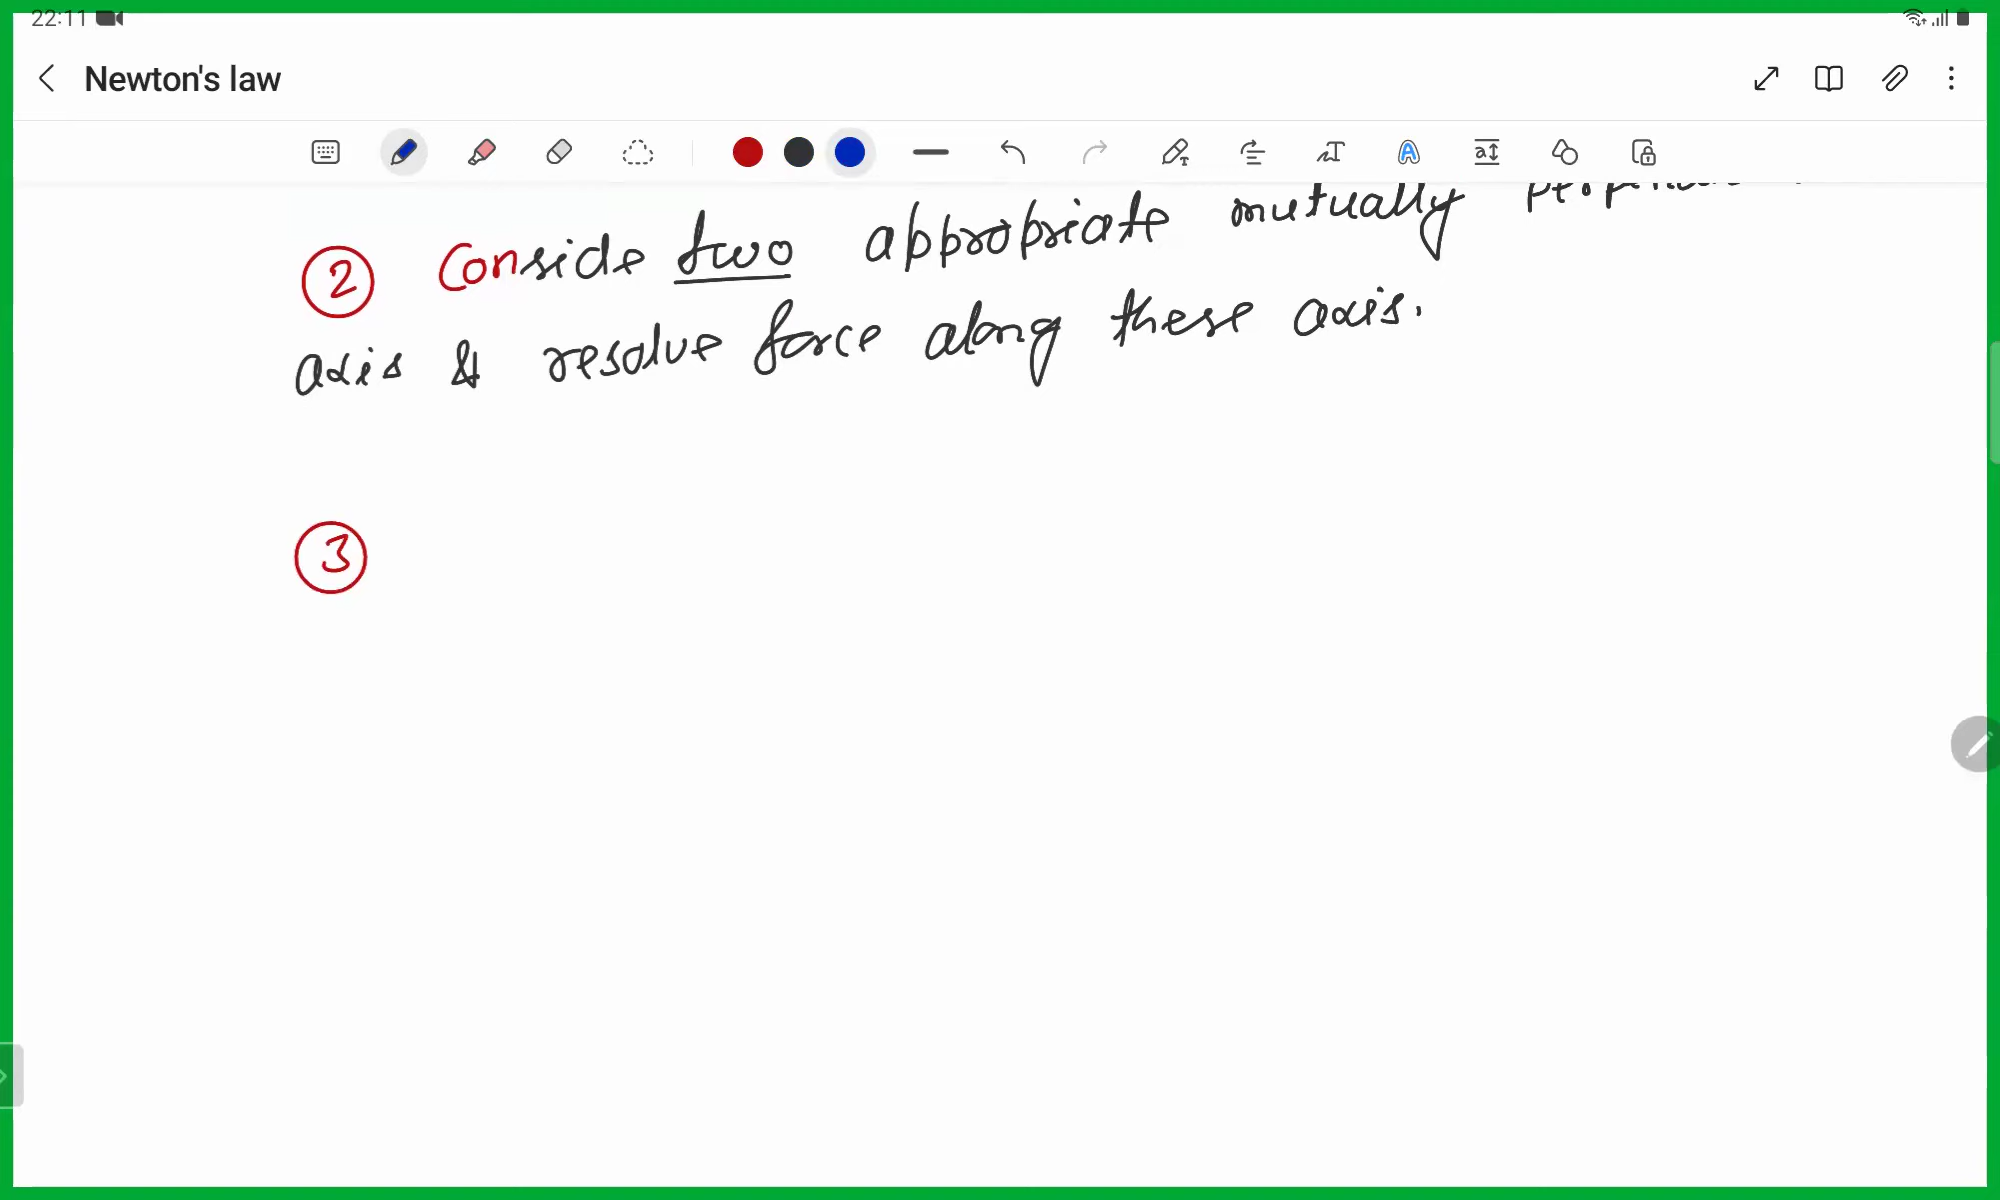 22:11
Newton's law
② Conside two appropriate mutually
axis & resolve force along these axis.
③